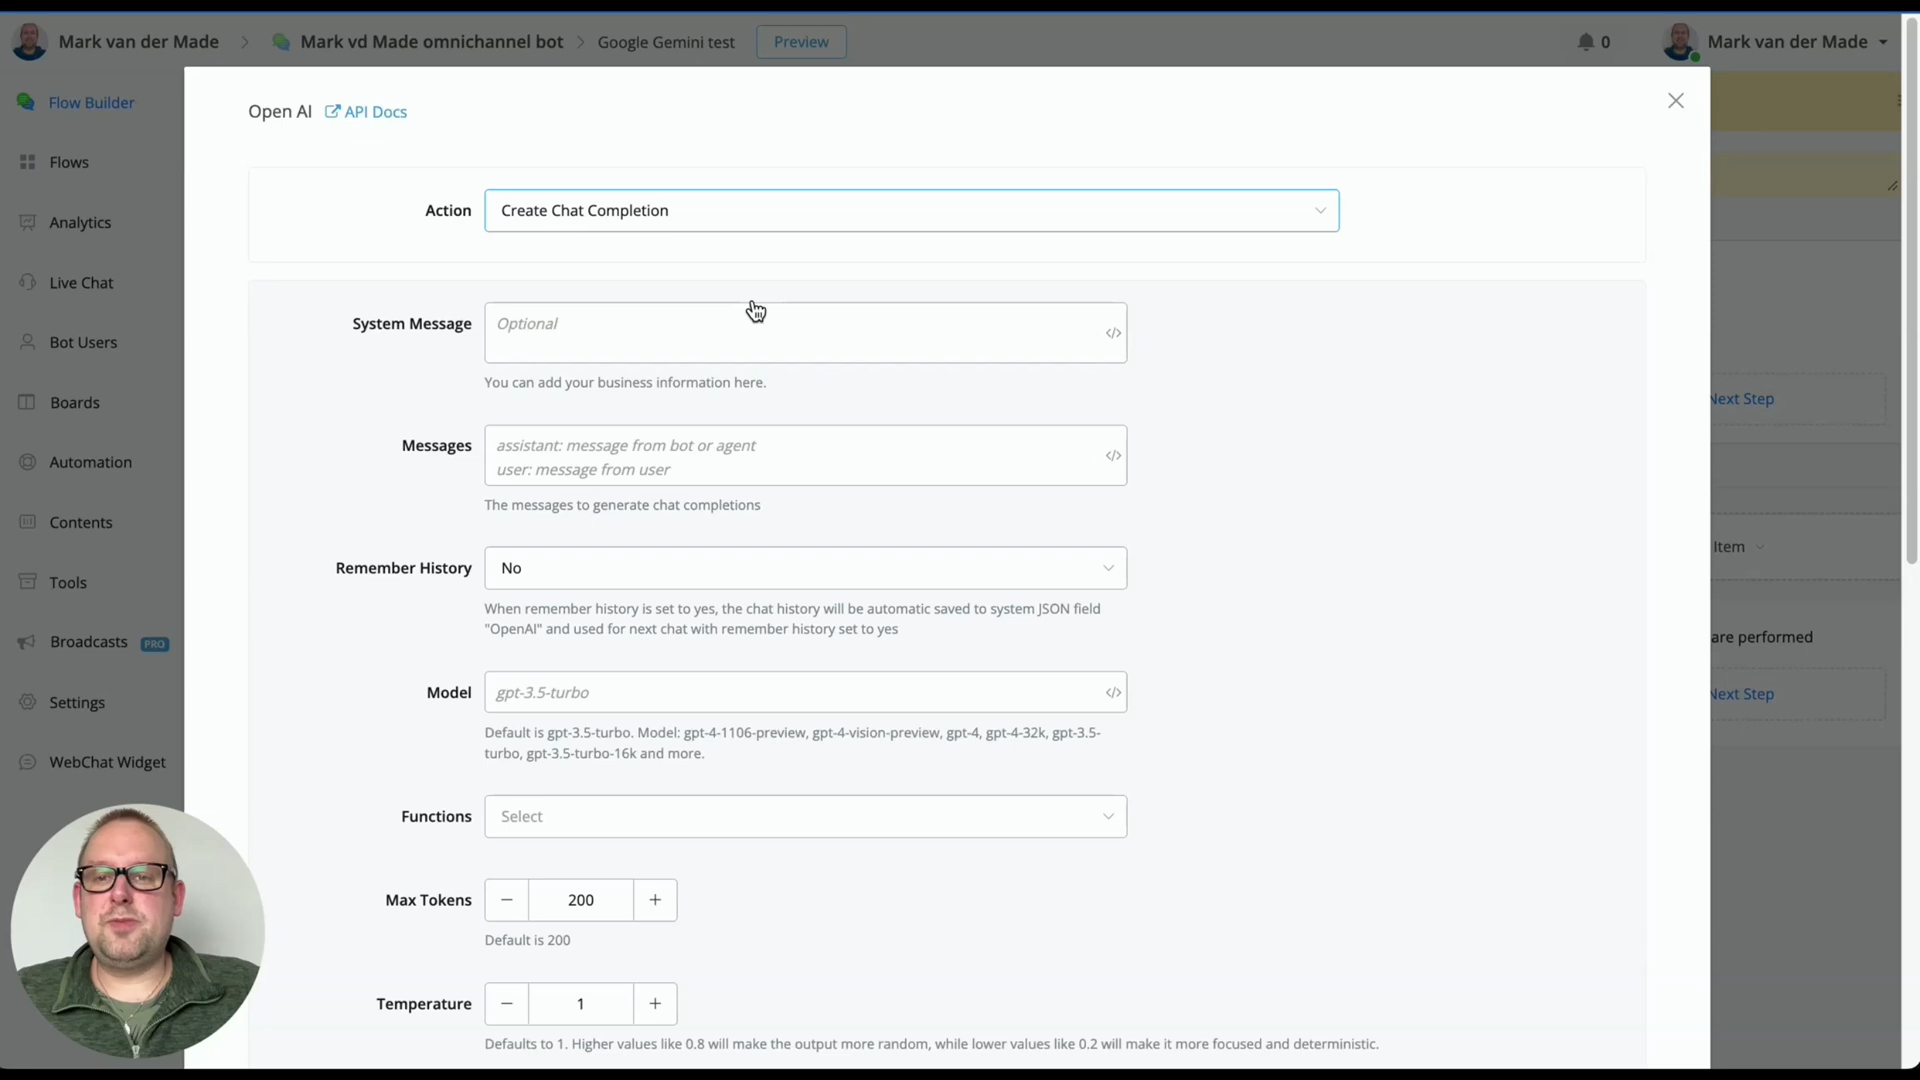 Mark van der Made > Mark vd Made omnichannel bot > Google Gemini test Preview 0 Mark van der Made
Flow Builder
Flows
Analytics
Live Chat
Bot Users
Boards
Automation
Contents
Tools
Broadcasts PRO
Settings
WebChat Widget
Open AI API Docs
Action Create Chat Completion
System Message Optional </>
You can add your business information here.
Messages assistant: message from bot or agent
user: message from user </>
The messages to generate chat completions
Remember History No
When remember history is set to yes, the chat history will be automatic saved to system JSON field
"OpenAI" and used for next chat with remember history set to yes
Model gpt-3.5-turbo </>
Default is gpt-3.5-turbo. Model: gpt-4-1106-preview, gpt-4-vision-preview, gpt-4, gpt-4-32k, gpt-3.5-
turbo, gpt-3.5-turbo-16k and more.
Functions Select
Max Tokens − 200 +
Default is 200
Temperature − 1 +
Defaults to 1. Higher values like 0.8 will make the output more random, while lower values like 0.2 will make it more focused and deterministic.
Next Step
Item
are performed
Next Step